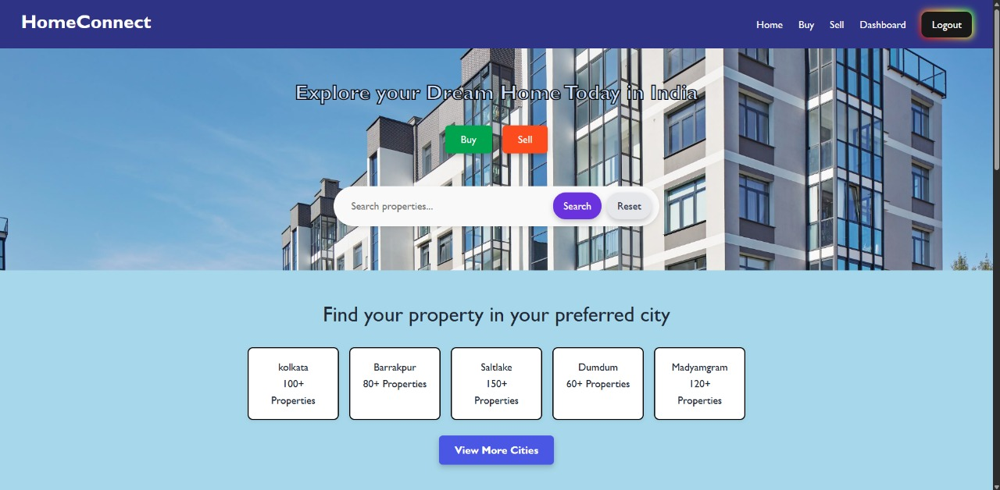 HomeConnect
Home
Buy
Sell
Dashboard
Logout
Explore your Dream Home Today in India
Buy
Sell
Search properties...
Search
Reset
Find your property in your preferred city
kolkata
100+
Properties
Barrakpur
80+ Properties
Saltlake
150+
Properties
Dumdum
60+ Properties
Madyamgram
120+
Properties
View More Cities